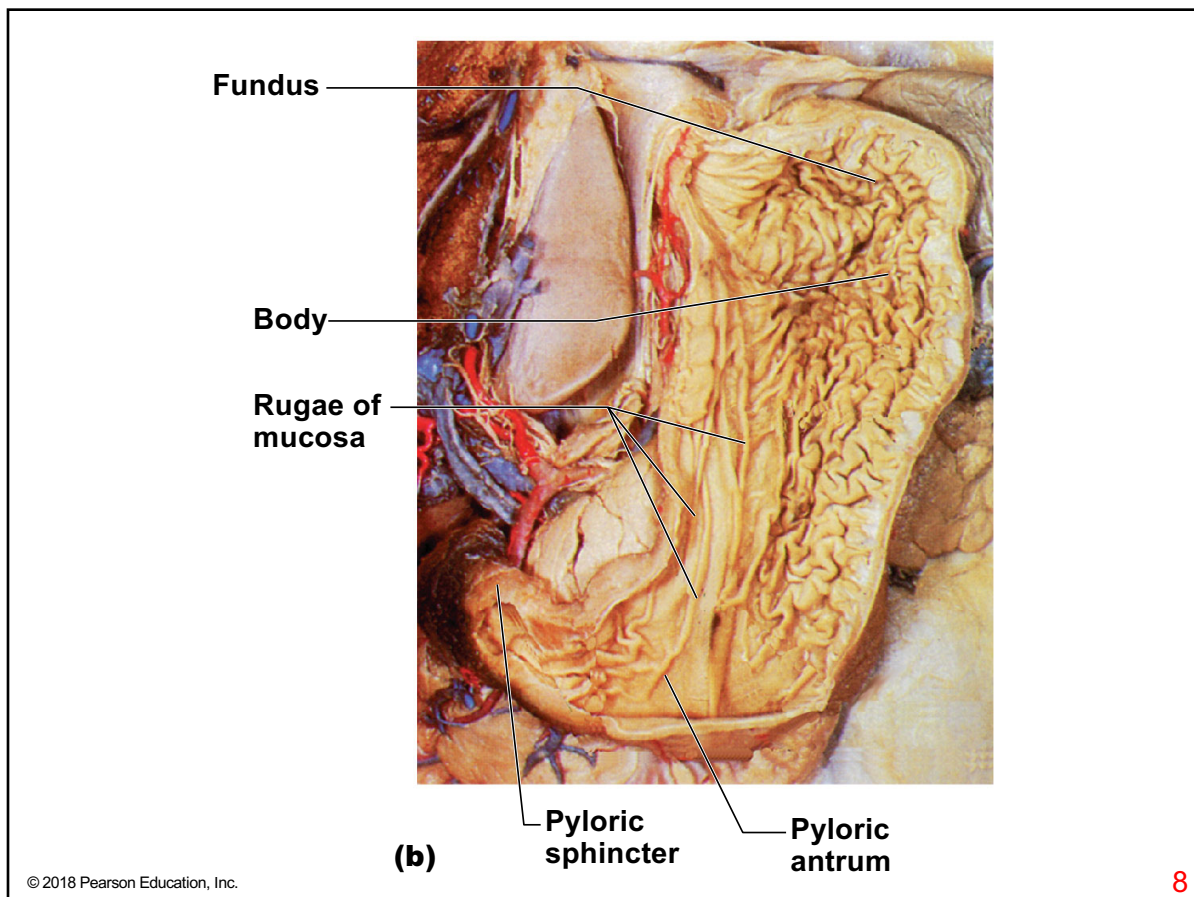 Fundus
Body
Rugae of
mucosa
Pyloric
sphincter
Pyloric
antrum
(b)
© 2018 Pearson Education, Inc.
8